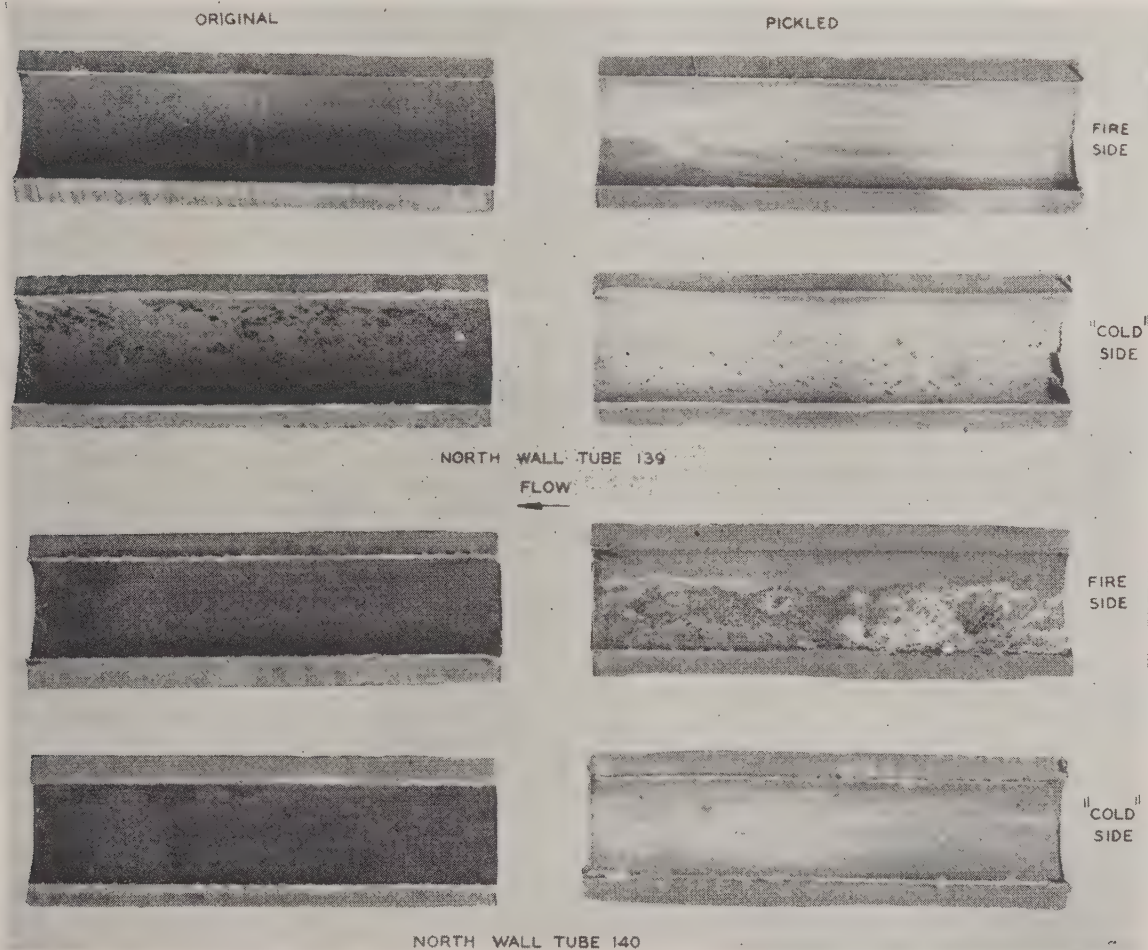 ORIGINAL
PICKLED
FIRE
SIDE
"COLD"
SIDE
NORTH WALL TUBE 139
FLOW
FIRE
SIDE
"COLD"
SIDE
NORTH WALL TUBE 140